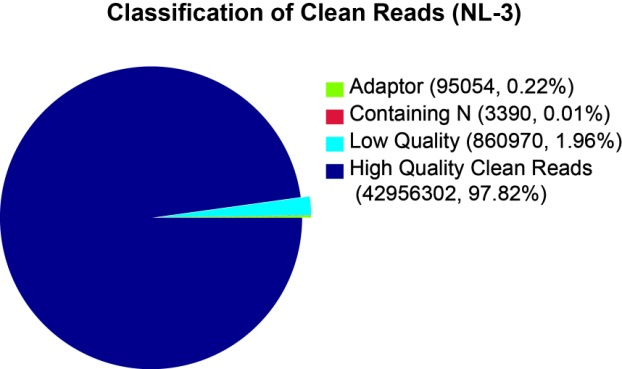 Classification of Clean Reads (NL-3)
Adaptor (95054, 0.22%)
Containing N (3390, 0.01%)
Low Quality (860970, 1.96%)
High Quality Clean Reads
(42956302, 97.82%)